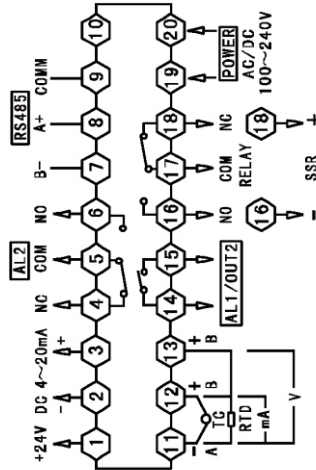 AL2
RS485
+24V DC 4~20mA NC COM NO B- A+ COMM
- +
1 2 3 4 5 6 7 8 9 10
11 12 13 14 15 16 17 18 19 20
- + +
A B B
TC
RTD
mA
V
AL1/OUT2
NO COM NC
RELAY
16 18
- +
SSR
POWER
AC/DC
100~240V